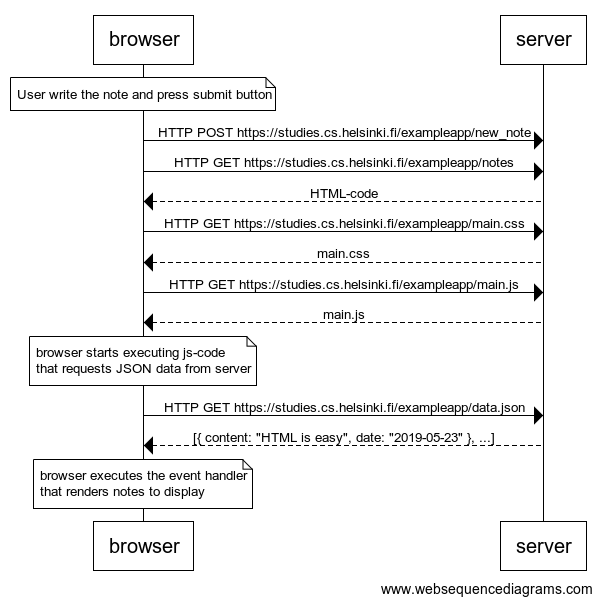 browser
server
User write the note and press submit button
HTTP POST https://studies.cs.helsinki.fi/exampleapp/new_note
HTTP GET https://studies.cs.helsinki.fi/exampleapp/notes
HTML-code
HTTP GET https://studies.cs.helsinki.fi/exampleapp/main.css
main.css
HTTP GET https://studies.cs.helsinki.fi/exampleapp/main.js
main.js
browser starts executing js-code
that requests JSON data from server
HTTP GET https://studies.cs.helsinki.fi/exampleapp/data.json
[{ content: "HTML is easy", date: "2019-05-23" }, ...]
browser executes the event handler
that renders notes to display
browser
server
www.websequencediagrams.com